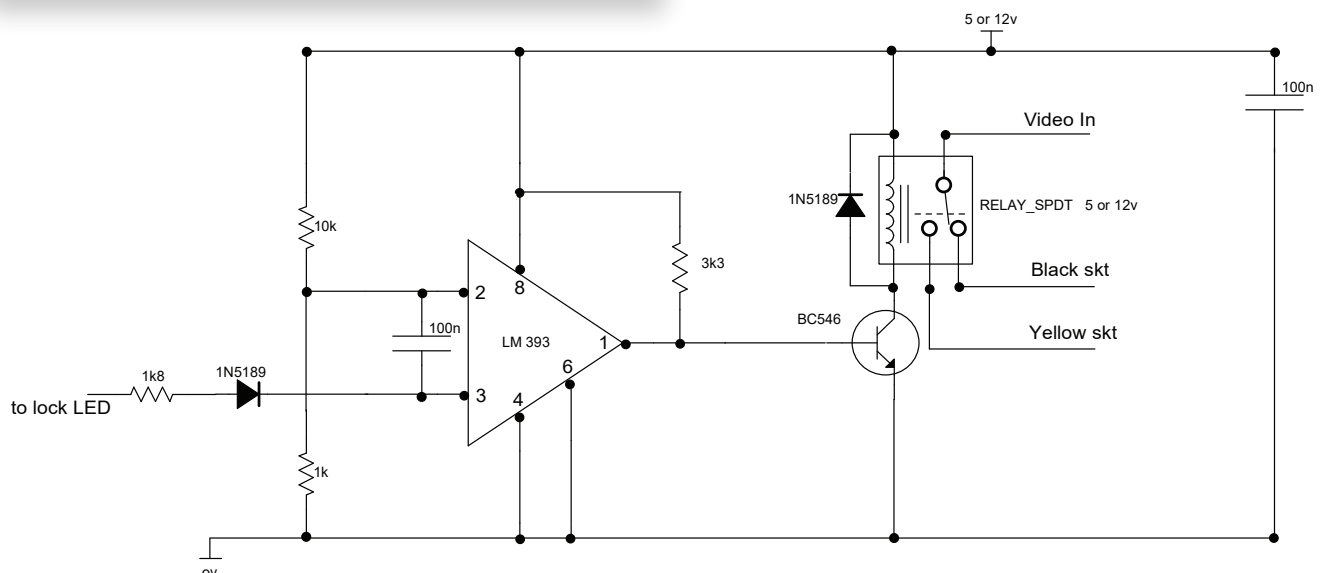 5 or 12v
100n
Video In
1N5189
RELAY_SPDT 5 or 12v
10k
3k3
2
8
Black skt
100n
LM 393
1
BC546
Yellow skt
6
1k8
1N5189
3
4
to lock LED
1k